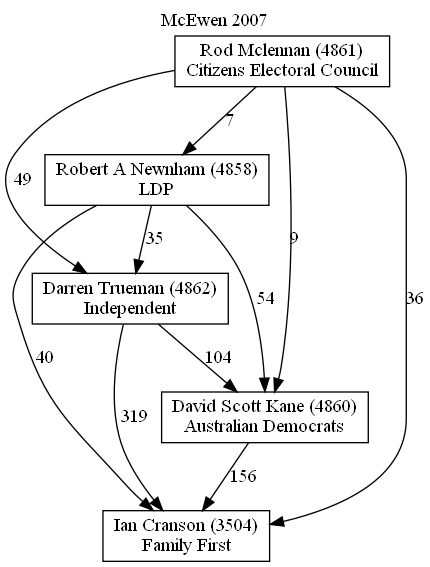 McEwen 2007
Rod Mclennan (4861)
Citizens Electoral Council
7
Robert A Newnham (4858)
LDP
49
35
9
54
36
Darren Trueman (4862)
Independent
40
104
319
David Scott Kane (4860)
Australian Democrats
156
Ian Cranson (3504)
Family First